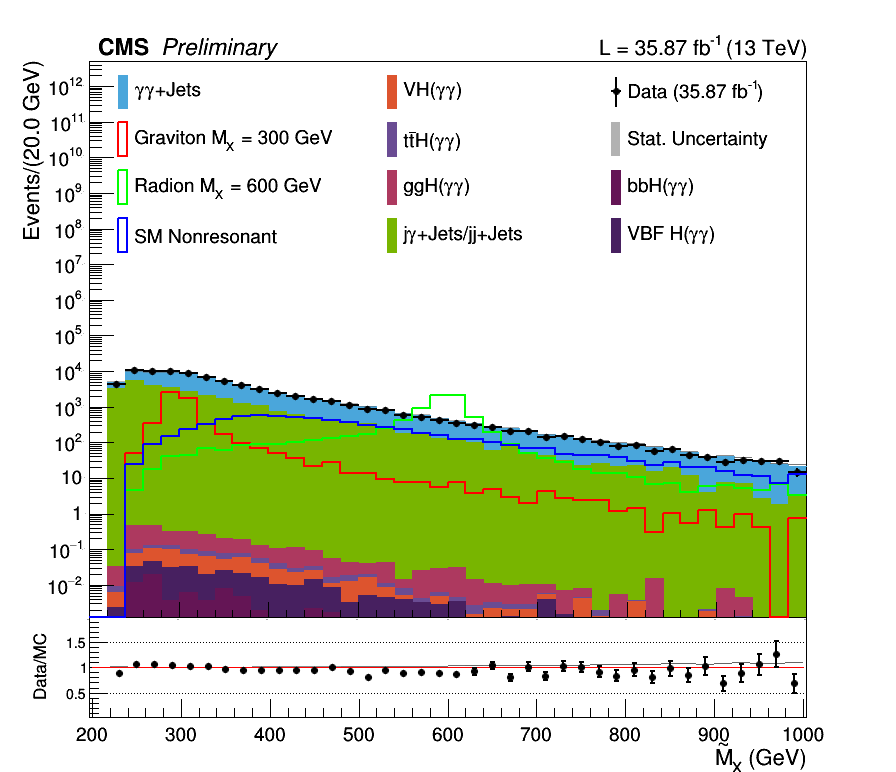 CMS Preliminary L = 35.87 fb⁻¹ (13 TeV)
Events/(20.0 GeV)
10¹²
10¹¹
10¹⁰
10⁹
10⁸
10⁷
10⁶
10⁵
10⁴
10³
10²
10
1
10⁻¹
10⁻²
γγ+Jets
Graviton Mₓ = 300 GeV
Radion Mₓ = 600 GeV
SM Nonresonant
VH(γγ)
tt̄H(γγ)
ggH(γγ)
jγ+Jets/jj+Jets
Data (35.87 fb⁻¹)
Stat. Uncertainty
bbH(γγ)
VBF H(γγ)
Data/MC
1.5
1
0.5
200 300 400 500 600 700 800 900 1000
M̃ₓ (GeV)